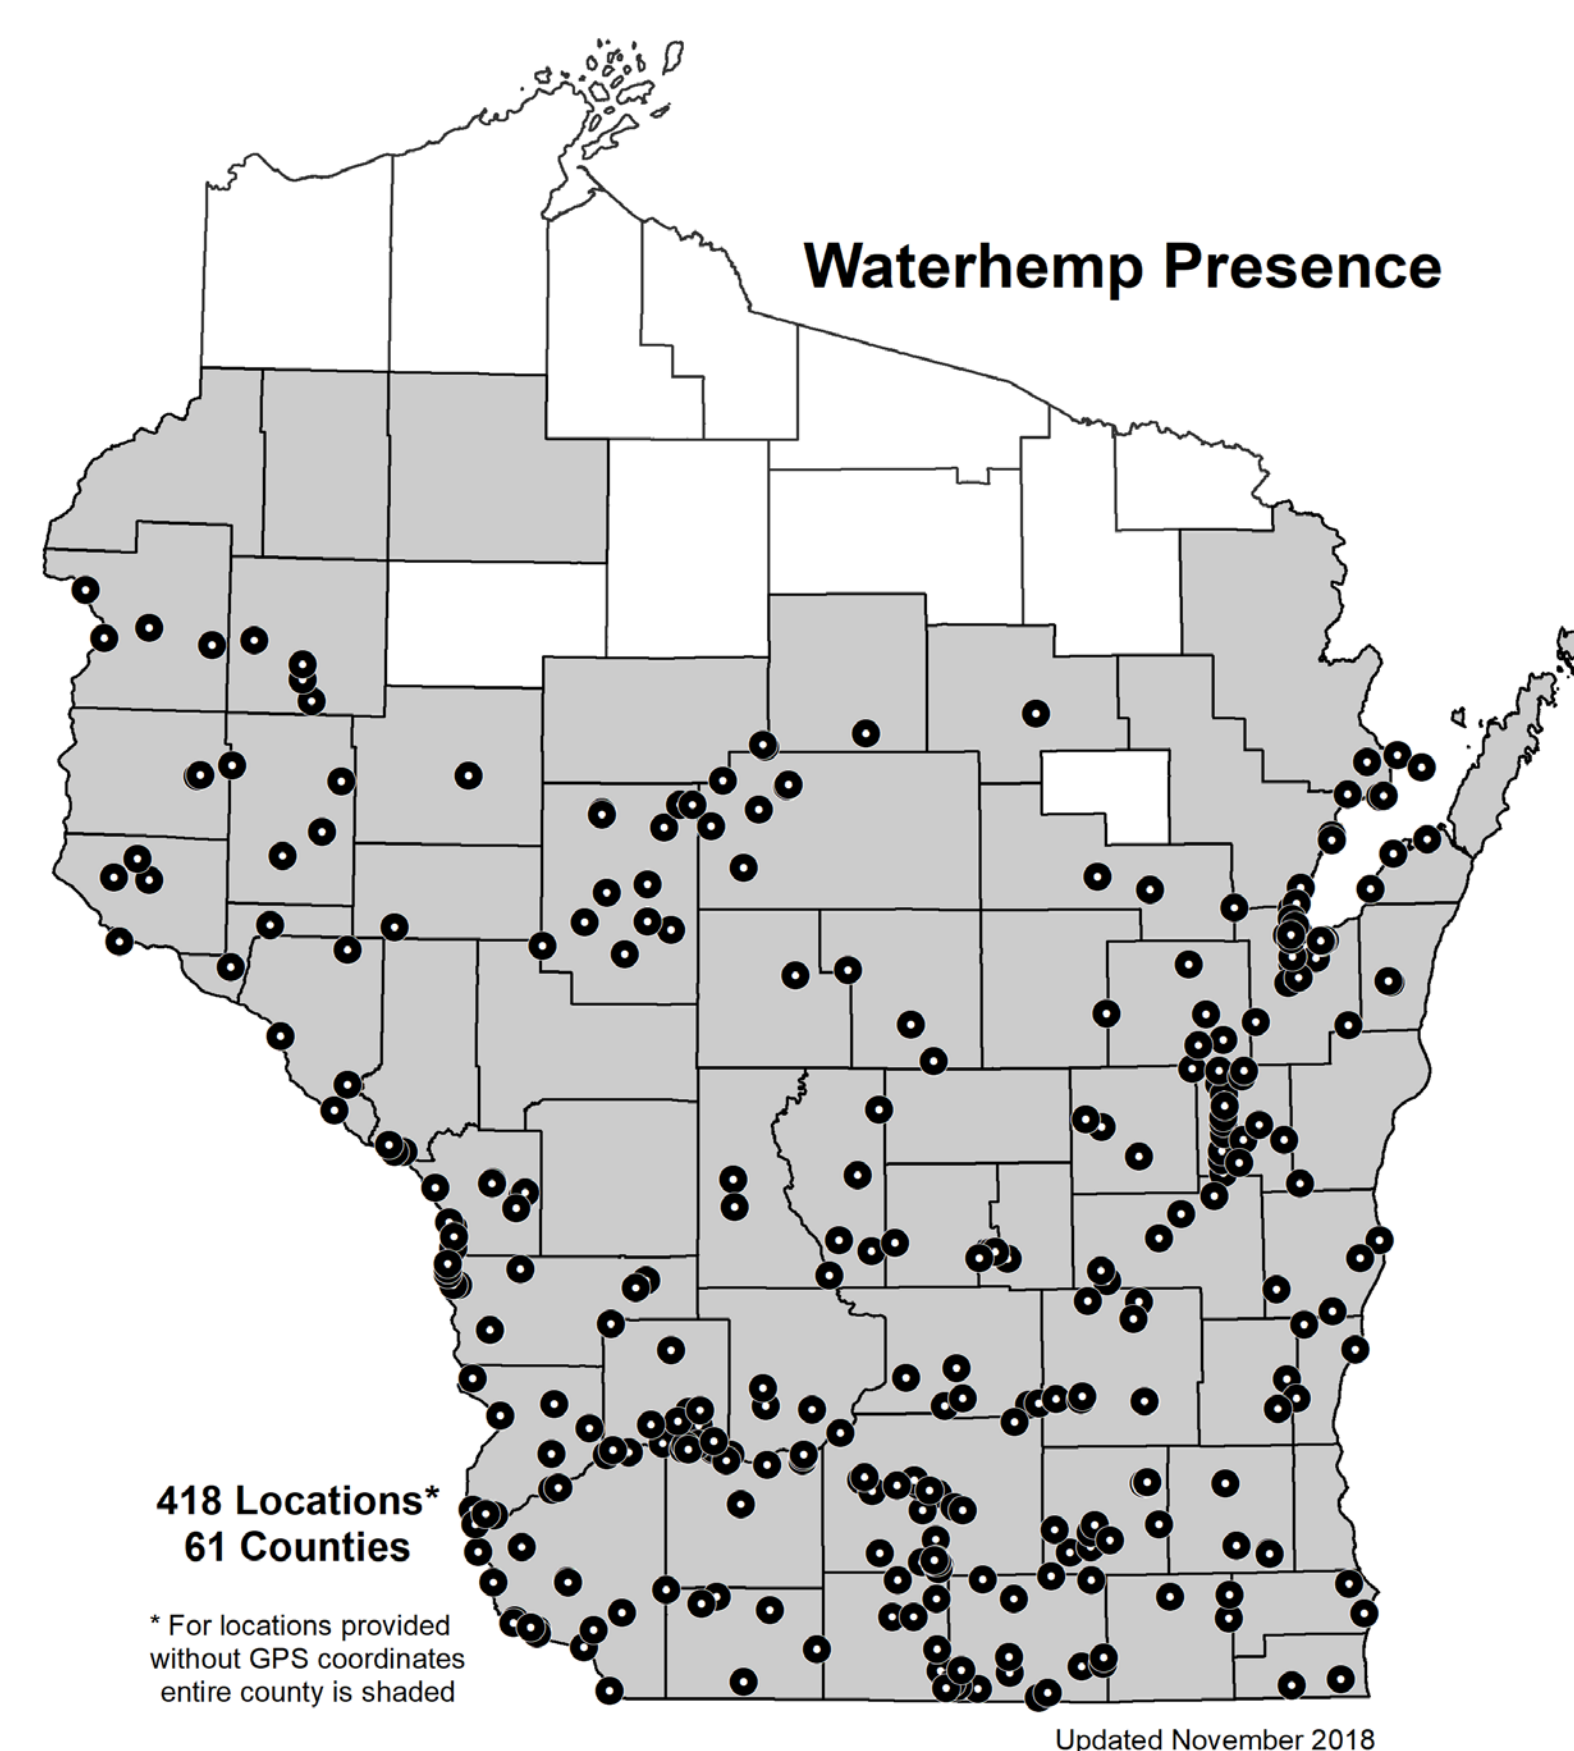 Waterhemp Presence
418 Locations*
61 Counties
* For locations provided
without GPS coordinates
entire county is shaded
Updated November 2018